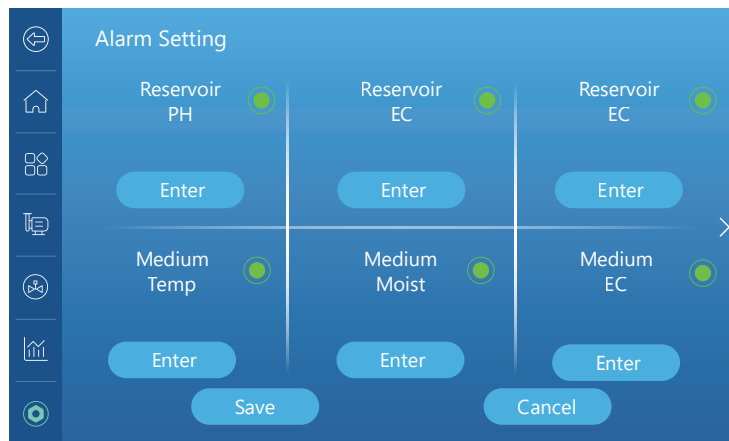 Alarm Setting
Reservoir
PH
Reservoir
EC
Reservoir
EC
Enter
Enter
Enter
Medium
Temp
Medium
Moist
Medium
EC
Enter
Enter
Enter
Save
Cancel